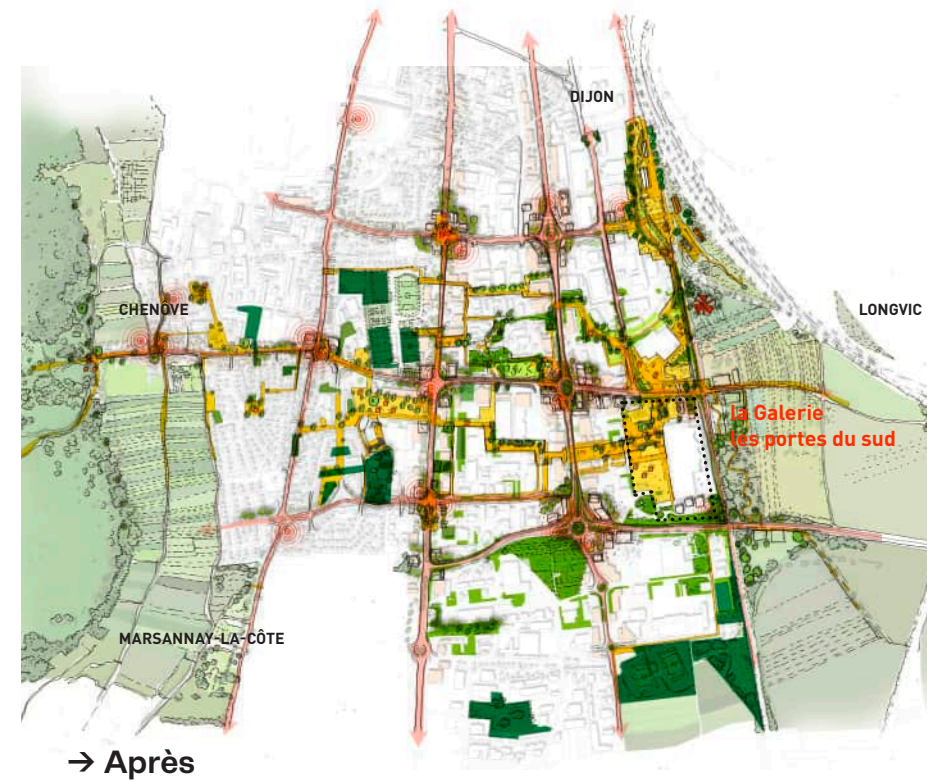 DIJON
CHENÔVE
LONGVIC
la Galerie
les portes du sud
MARSANNAY-LA-CÔTE
→ Après